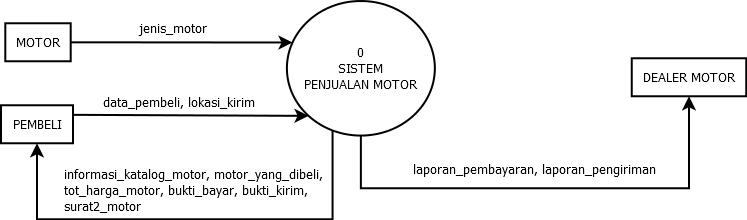 jenis_motor
MOTOR
0
SISTEM
PENJUALAN MOTOR
DEALER MOTOR
data_pembeli, lokasi_kirim
PEMBELI
informasi_katalog_motor, motor_yang_dibeli,
tot_harga_motor, bukti_bayar, bukti_kirim,
surat2_motor
laporan_pembayaran, laporan_pengiriman